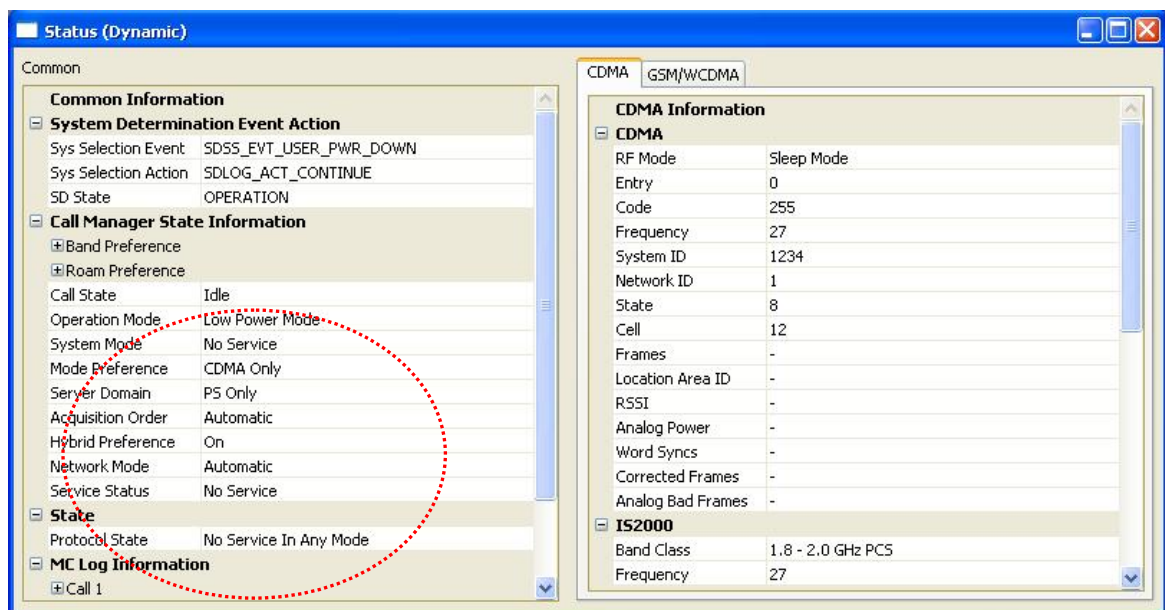 Status (Dynamic)
Common
Common Information
System Determination Event Action
Sys Selection Event SDSS_EVT_USER_PWR_DOWN
Sys Selection Action SDLOG_ACT_CONTINUE
SD State OPERATION
Call Manager State Information
Band Preference
Roam Preference
Call State Idle
Operation Mode Low Power Mode
System Mode No Service
Mode Preference CDMA Only
Server Domain PS Only
Acquisition Order Automatic
Hybrid Preference On
Network Mode Automatic
Service Status No Service
State
Protocol State No Service In Any Mode
MC Log Information
Call 1
CDMA GSM/WCDMA
CDMA Information
CDMA
RF Mode Sleep Mode
Entry 0
Code 255
Frequency 27
System ID 1234
Network ID 1
State 8
Cell 12
Frames -
Location Area ID -
RSSI -
Analog Power -
Word Syncs -
Corrected Frames -
Analog Bad Frames -
IS2000
Band Class 1.8 - 2.0 GHz PCS
Frequency 27